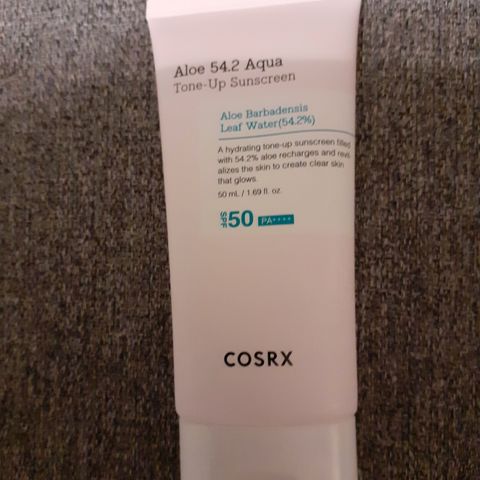 Aloe 54.2 Aqua
Tone-Up Sunscreen
Aloe Barbadensis
Leaf Water(54.2%)
A hydrating tone-up sunscreen filled
with 54.2% aloe recharges and revit
alizes the skin to create clear skin
that glows.
50 mL / 1.69 fl. oz.
SPF 50 PA++++
COSRX